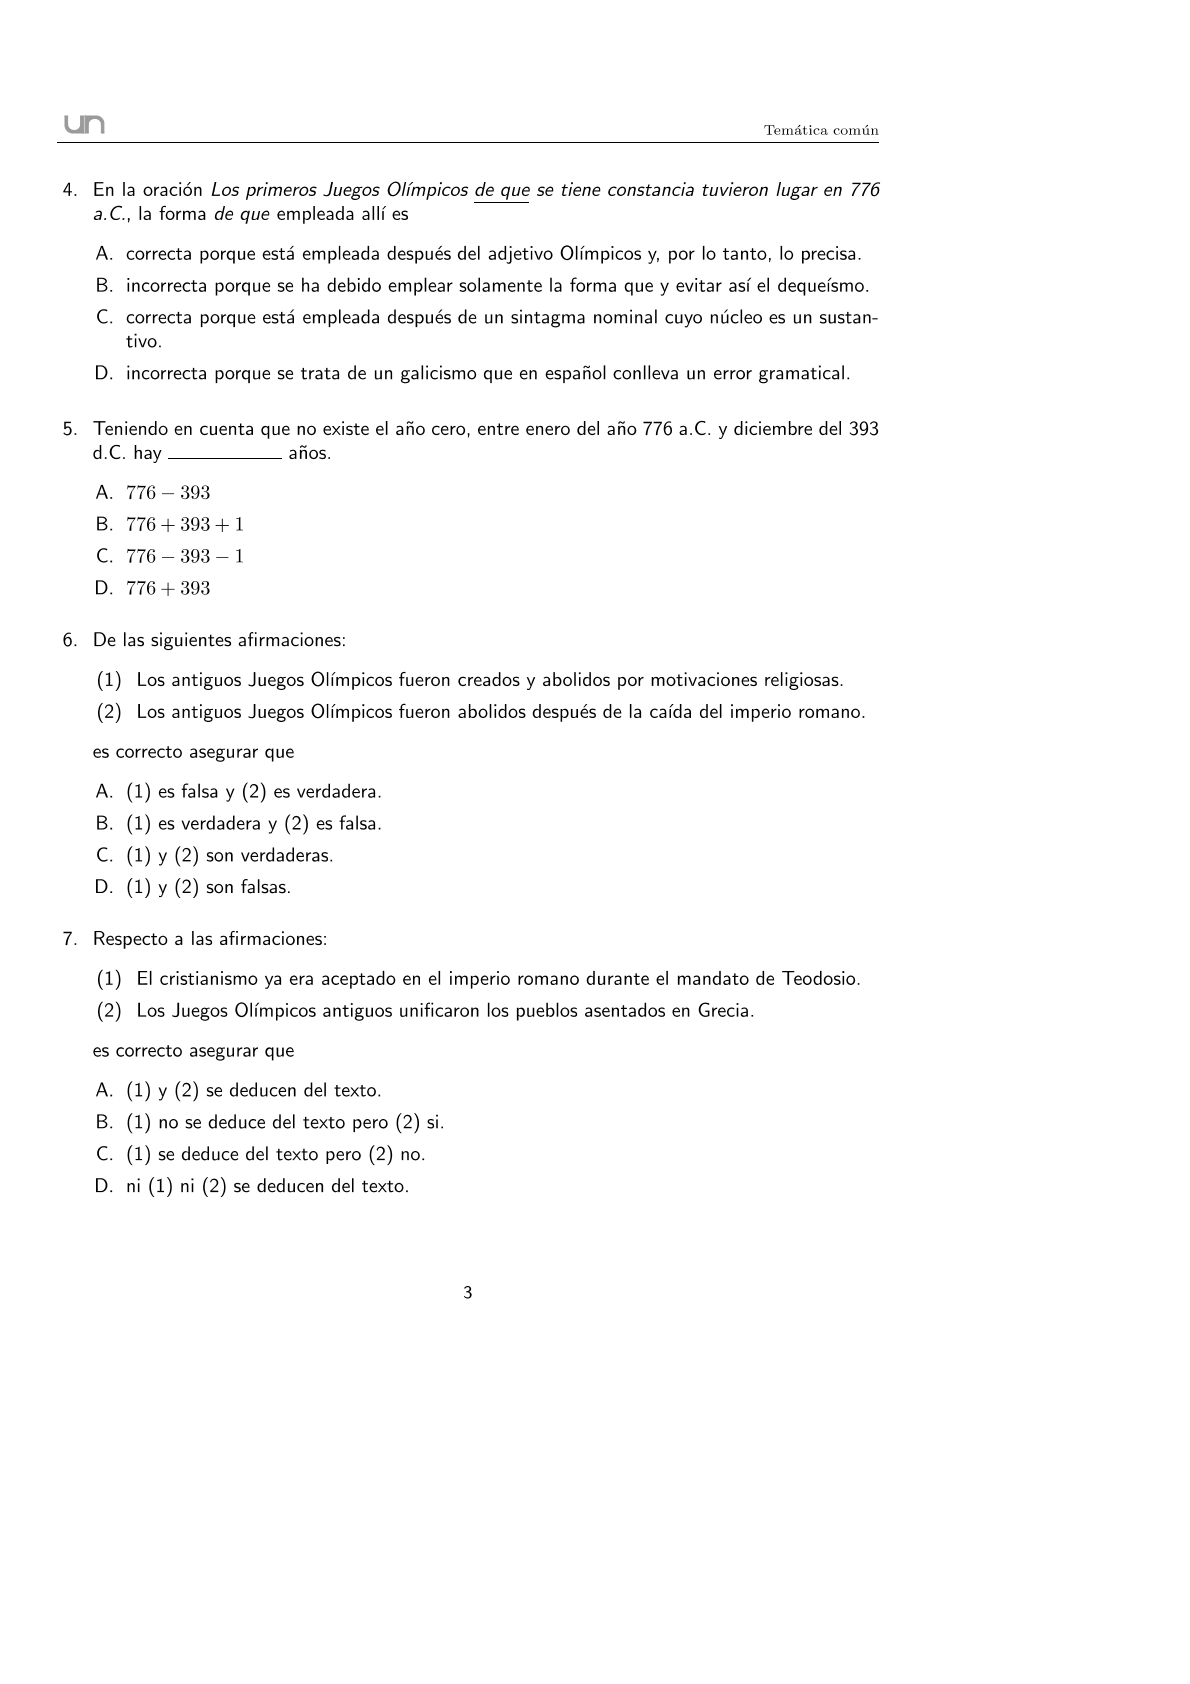 un
Temática común
4. En la oración Los primeros Juegos Olímpicos de que se tiene constancia tuvieron lugar en 776
a.C., la forma de que empleada allí es
A. correcta porque está empleada después del adjetivo Olímpicos y, por lo tanto, lo precisa.
B. incorrecta porque se ha debido emplear solamente la forma que y evitar así el dequeísmo.
C. correcta porque está empleada después de un sintagma nominal cuyo núcleo es un sustan-
tivo.
D. incorrecta porque se trata de un galicismo que en español conlleva un error gramatical.
5. Teniendo en cuenta que no existe el año cero, entre enero del año 776 a.C. y diciembre del 393
d.C. hay ____________ años.
A. 776 − 393
B. 776 + 393 + 1
C. 776 − 393 − 1
D. 776 + 393
6. De las siguientes afirmaciones:
(1) Los antiguos Juegos Olímpicos fueron creados y abolidos por motivaciones religiosas.
(2) Los antiguos Juegos Olímpicos fueron abolidos después de la caída del imperio romano.
es correcto asegurar que
A. (1) es falsa y (2) es verdadera.
B. (1) es verdadera y (2) es falsa.
C. (1) y (2) son verdaderas.
D. (1) y (2) son falsas.
7. Respecto a las afirmaciones:
(1) El cristianismo ya era aceptado en el imperio romano durante el mandato de Teodosio.
(2) Los Juegos Olímpicos antiguos unificaron los pueblos asentados en Grecia.
es correcto asegurar que
A. (1) y (2) se deducen del texto.
B. (1) no se deduce del texto pero (2) si.
C. (1) se deduce del texto pero (2) no.
D. ni (1) ni (2) se deducen del texto.
3